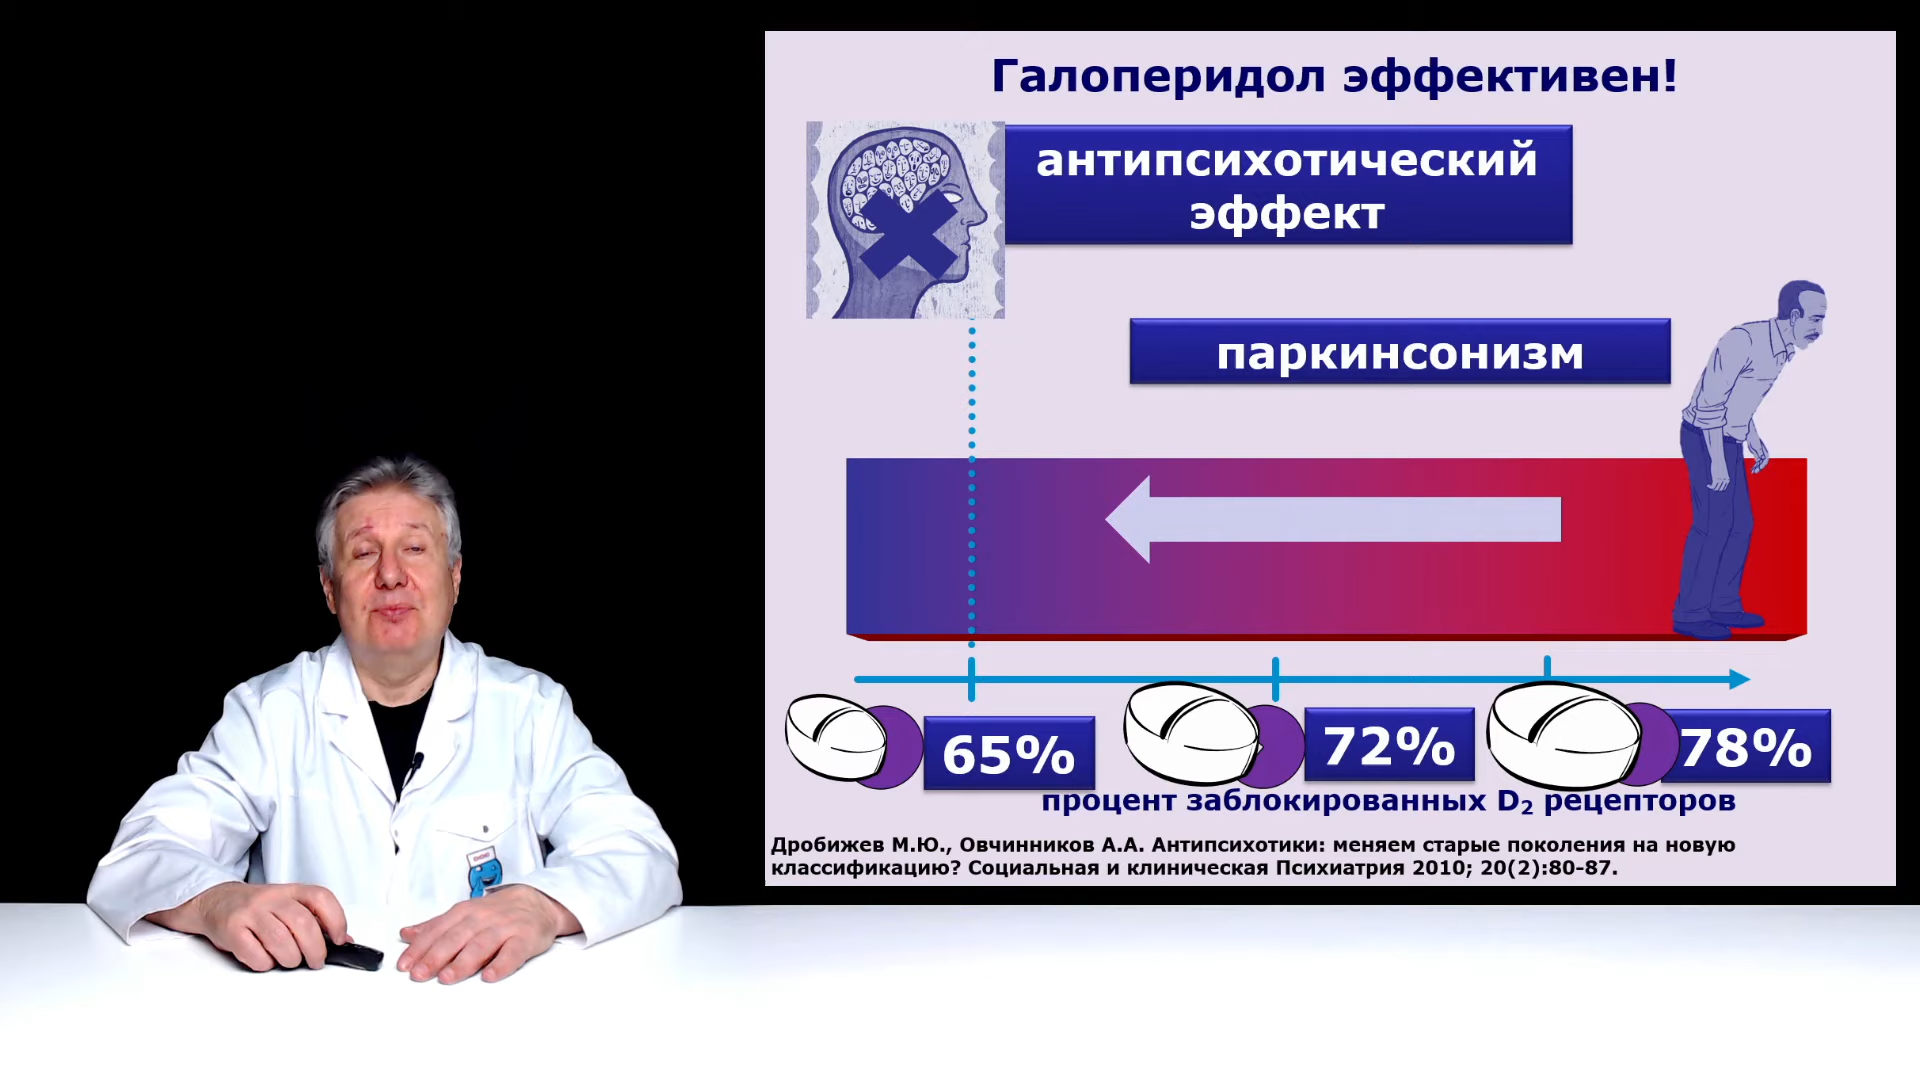 Галоперидол эффективен!
антипсихотический
эффект
паркинсонизм
65%
72%
78%
процент заблокированных D₂ рецепторов
Дробижев М.Ю., Овчинников А.А. Антипсихотики: меняем старые поколения на новую
классификацию? Социальная и клиническая Психиатрия 2010; 20(2):80-87.